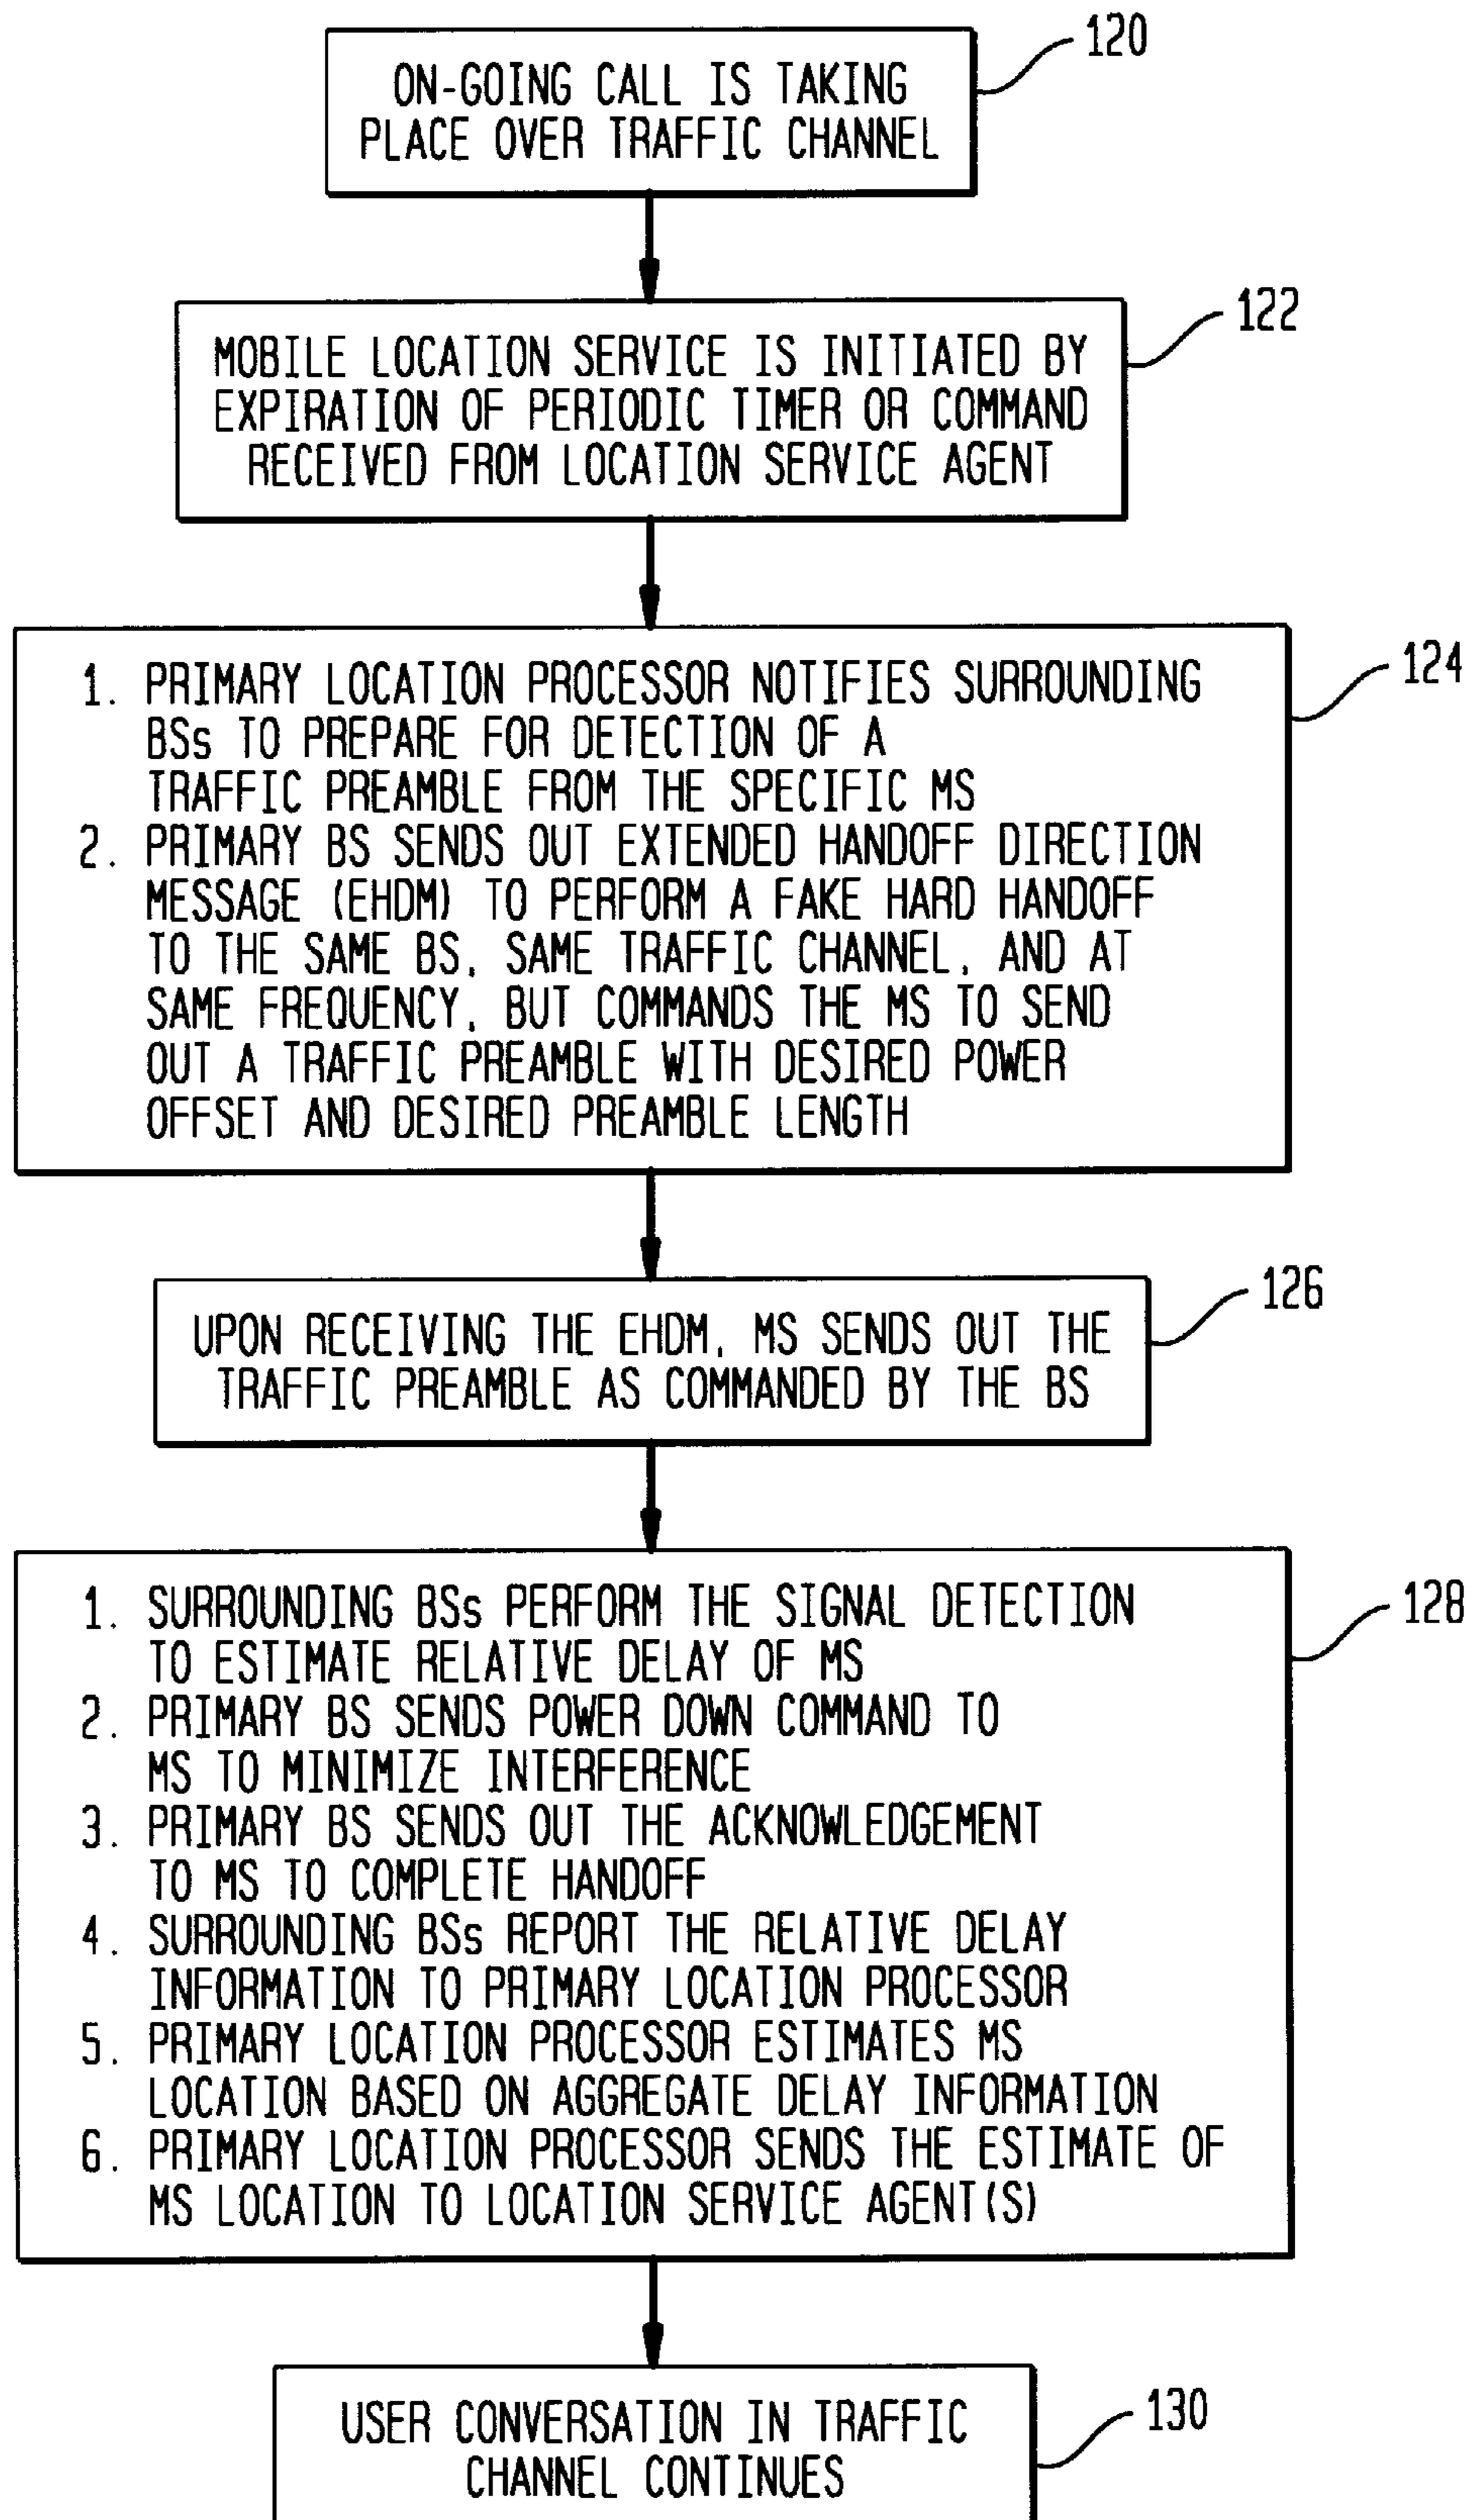 120
ON-GOING CALL IS TAKING
PLACE OVER TRAFFIC CHANNEL
122
MOBILE LOCATION SERVICE IS INITIATED BY
EXPIRATION OF PERIODIC TIMER OR COMMAND
RECEIVED FROM LOCATION SERVICE AGENT
124
1. PRIMARY LOCATION PROCESSOR NOTIFIES SURROUNDING
BSs TO PREPARE FOR DETECTION OF A
TRAFFIC PREAMBLE FROM THE SPECIFIC MS
2. PRIMARY BS SENDS OUT EXTENDED HANDOFF DIRECTION
MESSAGE (EHDM) TO PERFORM A FAKE HARD HANDOFF
TO THE SAME BS, SAME TRAFFIC CHANNEL, AND AT
SAME FREQUENCY, BUT COMMANDS THE MS TO SEND
OUT A TRAFFIC PREAMBLE WITH DESIRED POWER
OFFSET AND DESIRED PREAMBLE LENGTH
126
UPON RECEIVING THE EHDM, MS SENDS OUT THE
TRAFFIC PREAMBLE AS COMMANDED BY THE BS
128
1. SURROUNDING BSs PERFORM THE SIGNAL DETECTION
TO ESTIMATE RELATIVE DELAY OF MS
2. PRIMARY BS SENDS POWER DOWN COMMAND TO
MS TO MINIMIZE INTERFERENCE
3. PRIMARY BS SENDS OUT THE ACKNOWLEDGEMENT
TO MS TO COMPLETE HANDOFF
4. SURROUNDING BSs REPORT THE RELATIVE DELAY
INFORMATION TO PRIMARY LOCATION PROCESSOR
5. PRIMARY LOCATION PROCESSOR ESTIMATES MS
LOCATION BASED ON AGGREGATE DELAY INFORMATION
6. PRIMARY LOCATION PROCESSOR SENDS THE ESTIMATE OF
MS LOCATION TO LOCATION SERVICE AGENT(S)
130
USER CONVERSATION IN TRAFFIC
CHANNEL CONTINUES